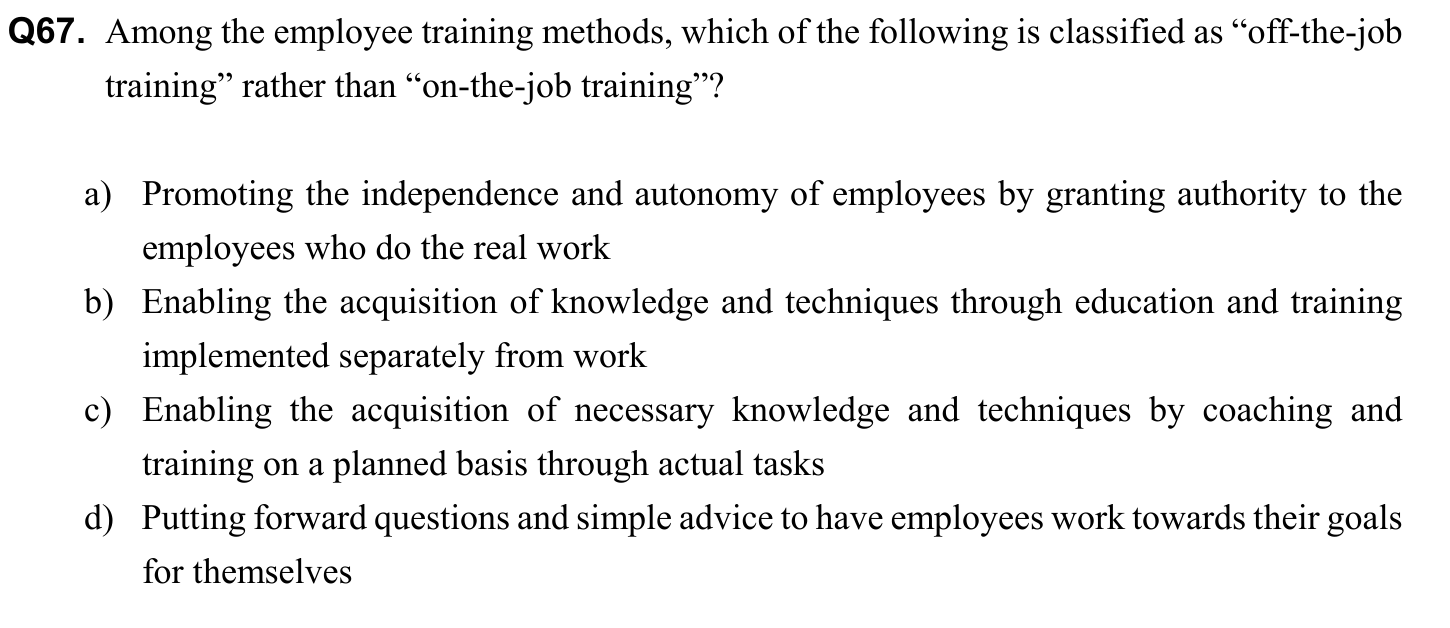 Q67. Among the employee training methods, which of the following is classified as “off-the-job
training” rather than “on-the-job training”?
a) Promoting the independence and autonomy of employees by granting authority to the
employees who do the real work
b) Enabling the acquisition of knowledge and techniques through education and training
implemented separately from work
c) Enabling the acquisition of necessary knowledge and techniques by coaching and
training on a planned basis through actual tasks
d) Putting forward questions and simple advice to have employees work towards their goals
for themselves